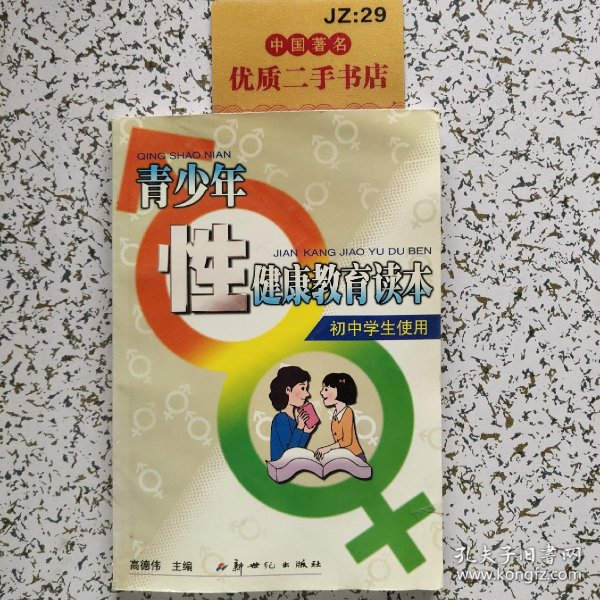 JZ:29
中国著名
优质二手书店
QING SHAO NIAN
青少年
性
JIAN KANG JIAO YU DU BEN
健康教育读本
初中学生使用
高德伟 主编
新世纪出版社
孔夫子旧书网
www.kongfz.com